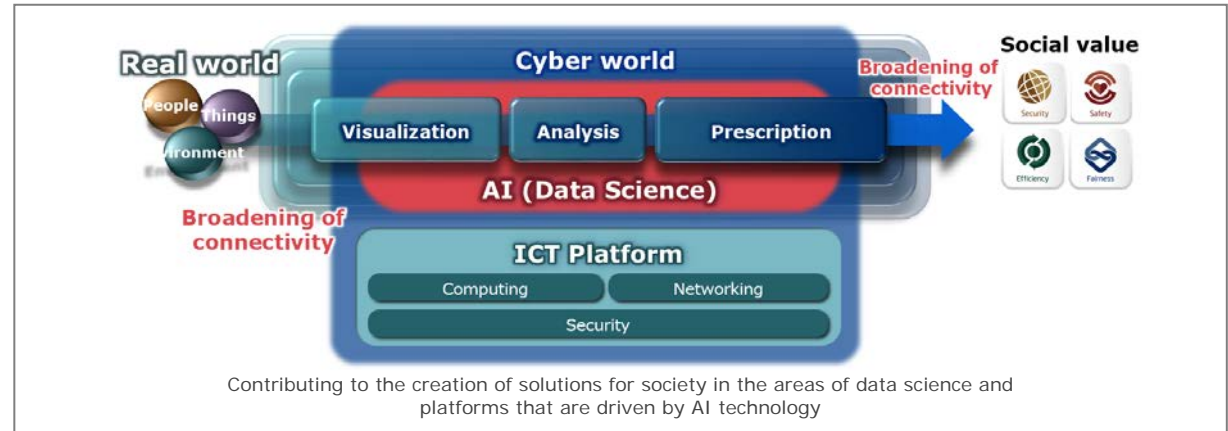 Real world
People
Things
vironment
Cyber world
Visualization
Analysis
Prescription
AI (Data Science)
Broadening of
connectivity
Broadening of
connectivity
Social value
Security
Safety
Efficiency
Fairness
ICT Platform
Computing
Networking
Security
Contributing to the creation of solutions for society in the areas of data science and
platforms that are driven by AI technology